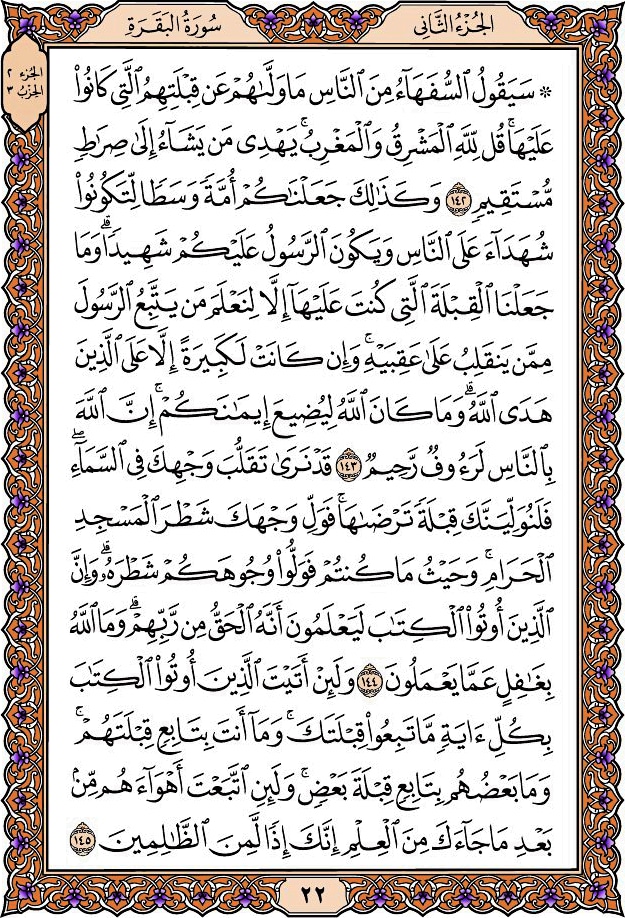 الجُزْءُ الثَّانِي
سُورَةُ البَقَرَةِ
الجُزء ٢
الحِزْب ٣
۞ سَيَقُولُ ٱلسُّفَهَآءُ مِنَ ٱلنَّاسِ مَا وَلَّىٰهُمْ عَن قِبْلَتِهِمُ ٱلَّتِى كَانُوا۟
عَلَيْهَا ۚ قُل لِّلَّهِ ٱلْمَشْرِقُ وَٱلْمَغْرِبُ ۚ يَهْدِى مَن يَشَآءُ إِلَىٰ صِرَٰطٍ
مُّسْتَقِيمٍ ١٤٢ وَكَذَٰلِكَ جَعَلْنَٰكُمْ أُمَّةً وَسَطًا لِّتَكُونُوا۟
شُهَدَآءَ عَلَى ٱلنَّاسِ وَيَكُونَ ٱلرَّسُولُ عَلَيْكُمْ شَهِيدًا ۗ وَمَا
جَعَلْنَا ٱلْقِبْلَةَ ٱلَّتِى كُنتَ عَلَيْهَآ إِلَّا لِنَعْلَمَ مَن يَتَّبِعُ ٱلرَّسُولَ
مِمَّن يَنقَلِبُ عَلَىٰ عَقِبَيْهِ ۚ وَإِن كَانَتْ لَكَبِيرَةً إِلَّا عَلَى ٱلَّذِينَ
هَدَى ٱللَّهُ ۗ وَمَا كَانَ ٱللَّهُ لِيُضِيعَ إِيمَٰنَكُمْ ۚ إِنَّ ٱللَّهَ
بِٱلنَّاسِ لَرَءُوفٌ رَّحِيمٌ ١٤٣ قَدْ نَرَىٰ تَقَلُّبَ وَجْهِكَ فِى ٱلسَّمَآءِ ۖ
فَلَنُوَلِّيَنَّكَ قِبْلَةً تَرْضَىٰهَا ۚ فَوَلِّ وَجْهَكَ شَطْرَ ٱلْمَسْجِدِ
ٱلْحَرَامِ ۚ وَحَيْثُ مَا كُنتُمْ فَوَلُّوا۟ وُجُوهَكُمْ شَطْرَهُۥ ۗ وَإِنَّ
ٱلَّذِينَ أُوتُوا۟ ٱلْكِتَٰبَ لَيَعْلَمُونَ أَنَّهُ ٱلْحَقُّ مِن رَّبِّهِمْ ۗ وَمَا ٱللَّهُ
بِغَٰفِلٍ عَمَّا يَعْمَلُونَ ١٤٤ وَلَئِنْ أَتَيْتَ ٱلَّذِينَ أُوتُوا۟ ٱلْكِتَٰبَ
بِكُلِّ ءَايَةٍ مَّا تَبِعُوا۟ قِبْلَتَكَ ۚ وَمَآ أَنتَ بِتَابِعٍ قِبْلَتَهُمْ ۚ
وَمَا بَعْضُهُم بِتَابِعٍ قِبْلَةَ بَعْضٍ ۚ وَلَئِنِ ٱتَّبَعْتَ أَهْوَآءَهُم مِّنۢ
بَعْدِ مَا جَآءَكَ مِنَ ٱلْعِلْمِ ۙ إِنَّكَ إِذًا لَّمِنَ ٱلظَّٰلِمِينَ ١٤٥
٢٢